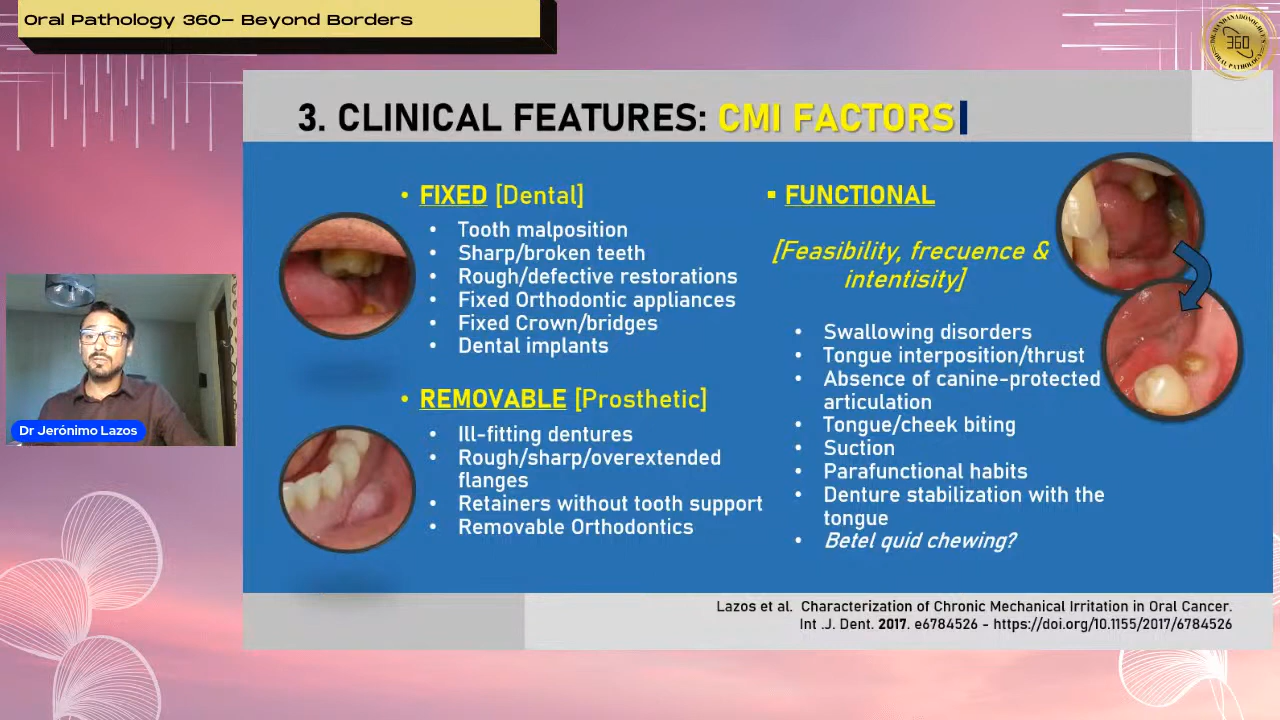 Oral Pathology 360– Beyond Borders
360
3. CLINICAL FEATURES: CMI FACTORS
• FIXED [Dental]
• Tooth malposition
• Sharp/broken teeth
• Rough/defective restorations
• Fixed Orthodontic appliances
• Fixed Crown/bridges
• Dental implants
• REMOVABLE [Prosthetic]
• Ill-fitting dentures
• Rough/sharp/overextended
flanges
• Retainers without tooth support
• Removable Orthodontics
▪ FUNCTIONAL
[Feasibility, frecuence &
intentisity]
• Swallowing disorders
• Tongue interposition/thrust
• Absence of canine-protected
articulation
• Tongue/cheek biting
• Suction
• Parafunctional habits
• Denture stabilization with the
tongue
• Betel quid chewing?
Dr Jerónimo Lazos
Lazos et al. Characterization of Chronic Mechanical Irritation in Oral Cancer.
Int .J. Dent. 2017. e6784526 - https://doi.org/10.1155/2017/6784526